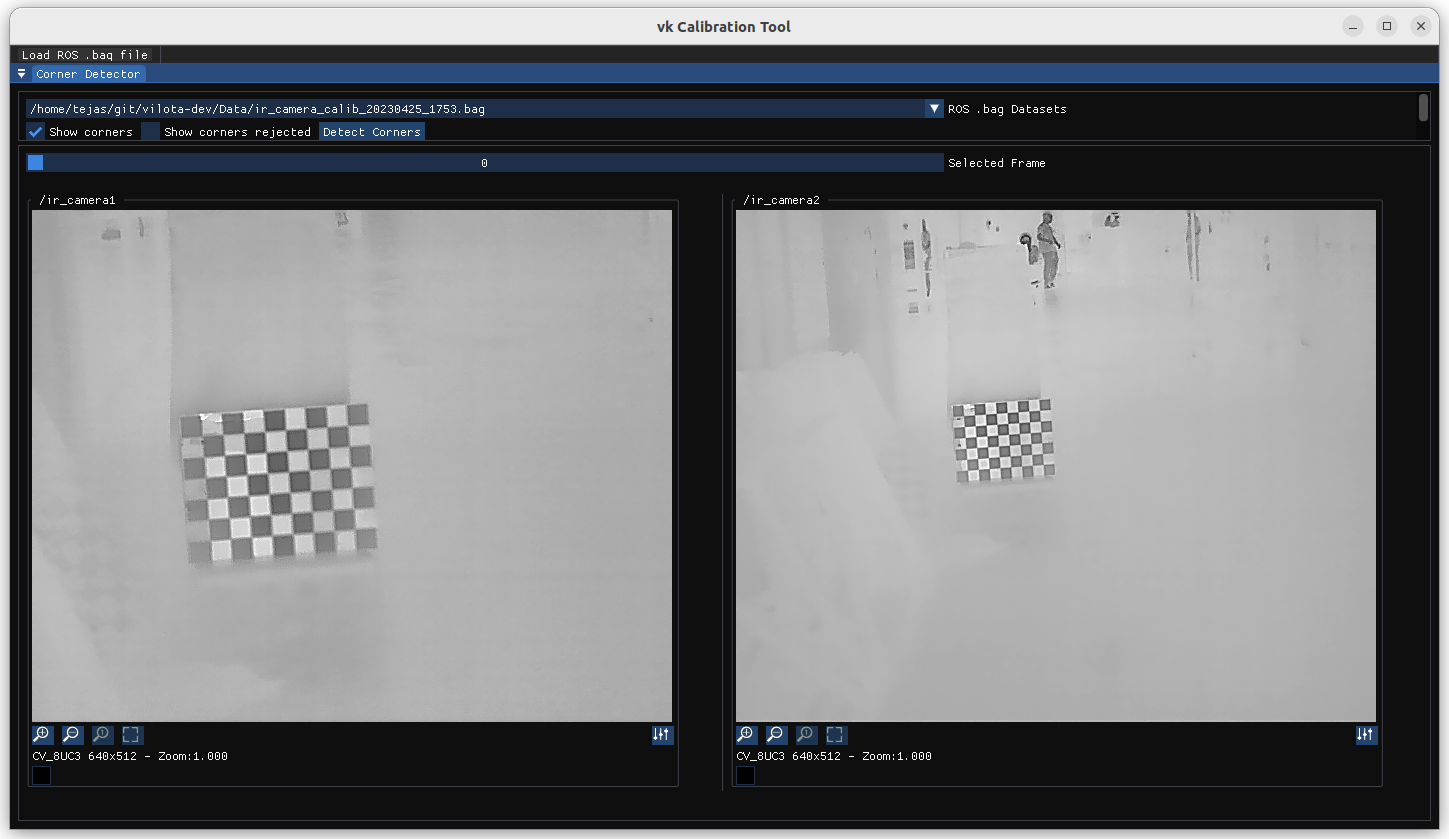 vk Calibration Tool
Load ROS .bag file
Corner Detector
/home/tejas/git/vilota-dev/Data/ir_camera_calib_20230425_1753.bag ROS .bag Datasets
Show corners Show corners rejected Detect Corners
0 Selected Frame
/ir_camera1 /ir_camera2
CV_8UC3 640x512 - Zoom:1.000 CV_8UC3 640x512 - Zoom:1.000